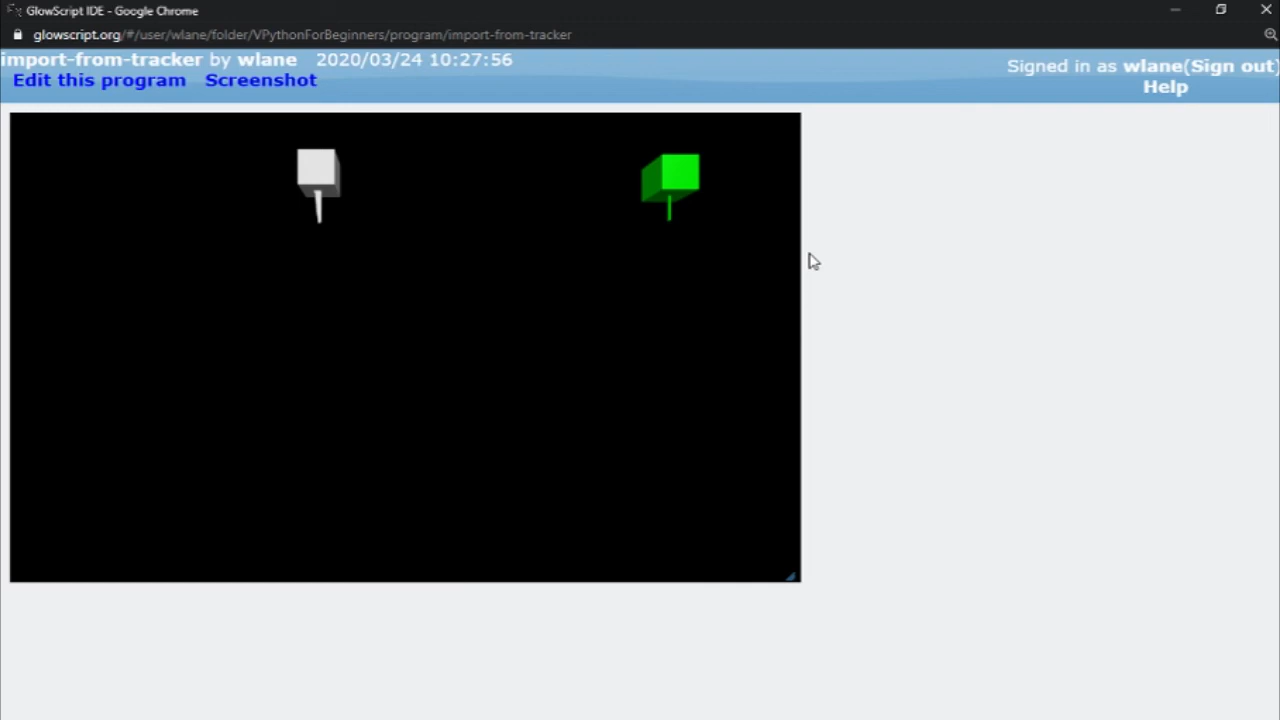 GlowScript IDE - Google Chrome
glowscript.org/#/user/wlane/folder/VPythonForBeginners/program/import-from-tracker
import-from-tracker by wlane 2020/03/24 10:27:56
Signed in as wlane(Sign out)
Edit this program Screenshot
Help